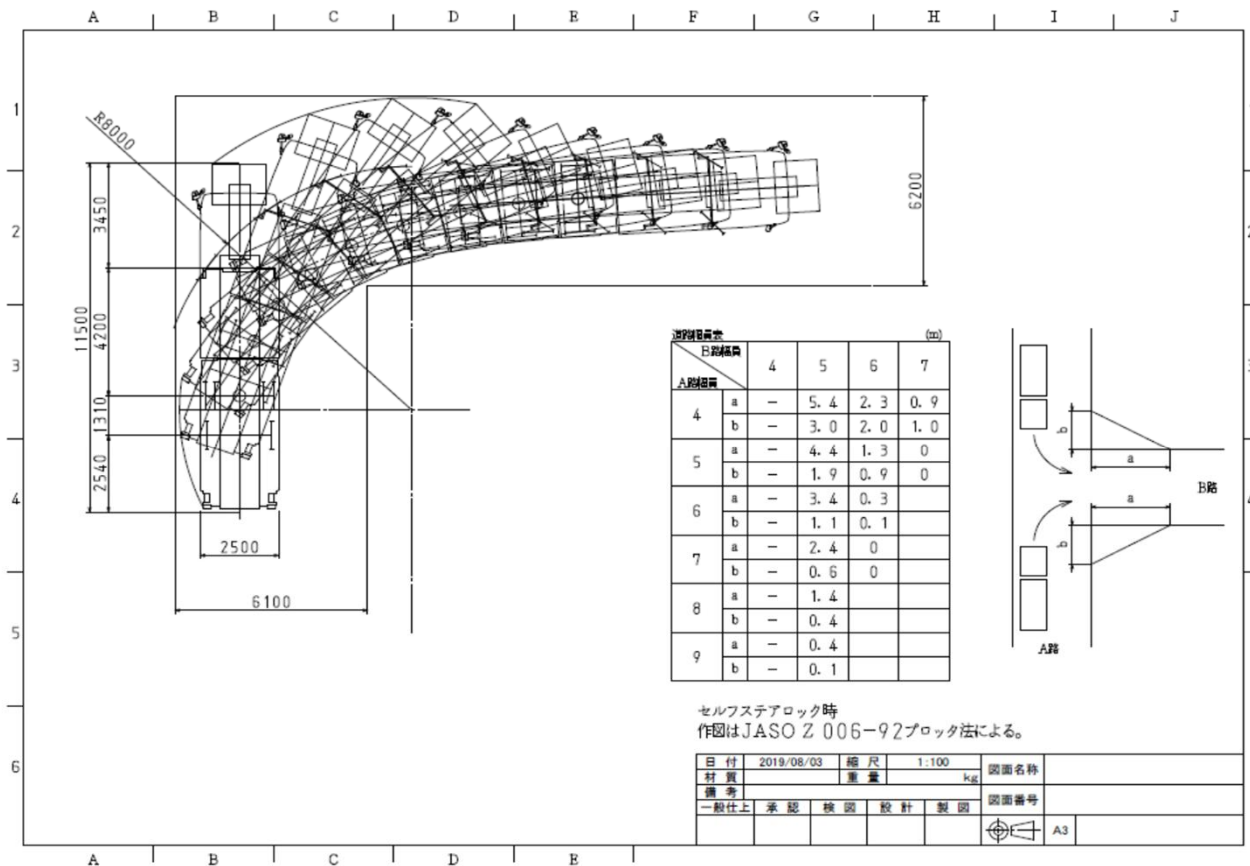 A B C D E F G H I J
1
2
3
4
5
6
R8000
3450
4200
11500
1310
2540
2500
6100
6200
道路幅員表 (m)
B路幅員 4 5 6 7
A路幅員
4 a － 5.4 2.3 0.9
b － 3.0 2.0 1.0
5 a － 4.4 1.3 0
b － 1.9 0.9 0
6 a － 3.4 0.3
b － 1.1 0.1
7 a － 2.4 0
b － 0.6 0
8 a － 1.4
b － 0.4
9 a － 0.4
b － 0.1
b
a
B路
a
b
A路
セルフステアロック時
作図はJASO Z 006-92プロッタ法による。
日付 2019/08/03 縮尺 1:100 図面名称
材質 重量 kg
備考
一般仕上 承認 検図 設計 製図 図面番号
A3
A B C D E
1
2
3
4